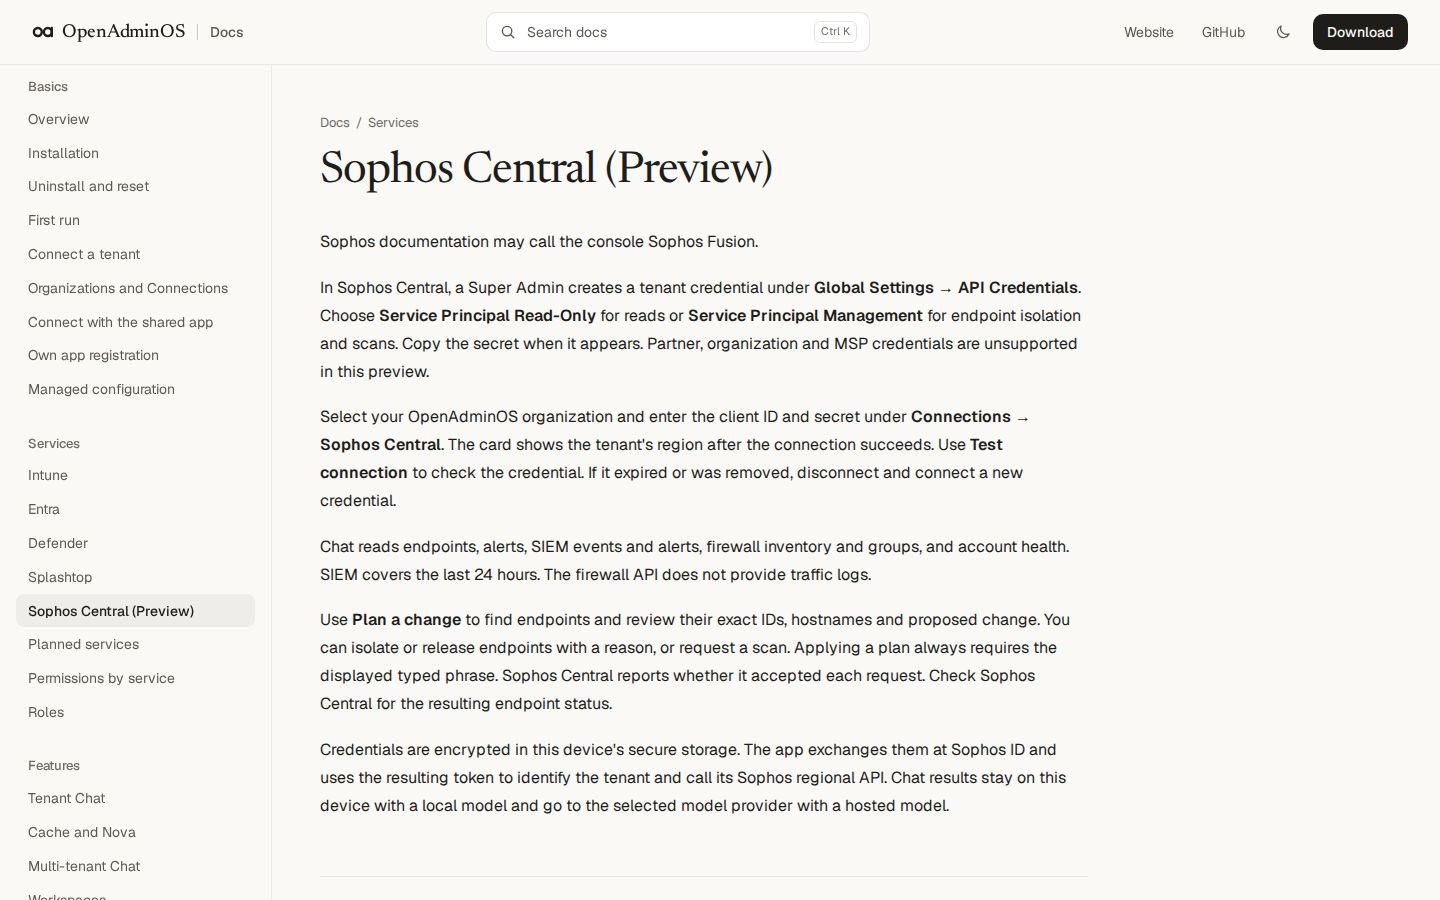 OpenAdminOS
Docs
Search docs
Ctrl K
Website
GitHub
Download
Basics
Overview
Installation
Uninstall and reset
First run
Connect a tenant
Organizations and Connections
Connect with the shared app
Own app registration
Managed configuration
Services
Intune
Entra
Defender
Splashtop
Sophos Central (Preview)
Planned services
Permissions by service
Roles
Features
Tenant Chat
Cache and Nova
Multi-tenant Chat
Workspaces
Docs / Services
Sophos Central (Preview)
Sophos documentation may call the console Sophos Fusion.
In Sophos Central, a Super Admin creates a tenant credential under Global Settings → API Credentials.
Choose Service Principal Read-Only for reads or Service Principal Management for endpoint isolation
and scans. Copy the secret when it appears. Partner, organization and MSP credentials are unsupported
in this preview.
Select your OpenAdminOS organization and enter the client ID and secret under Connections →
Sophos Central. The card shows the tenant's region after the connection succeeds. Use Test
connection to check the credential. If it expired or was removed, disconnect and connect a new
credential.
Chat reads endpoints, alerts, SIEM events and alerts, firewall inventory and groups, and account health.
SIEM covers the last 24 hours. The firewall API does not provide traffic logs.
Use Plan a change to find endpoints and review their exact IDs, hostnames and proposed change. You
can isolate or release endpoints with a reason, or request a scan. Applying a plan always requires the
displayed typed phrase. Sophos Central reports whether it accepted each request. Check Sophos
Central for the resulting endpoint status.
Credentials are encrypted in this device's secure storage. The app exchanges them at Sophos ID and
uses the resulting token to identify the tenant and call its Sophos regional API. Chat results stay on this
device with a local model and go to the selected model provider with a hosted model.